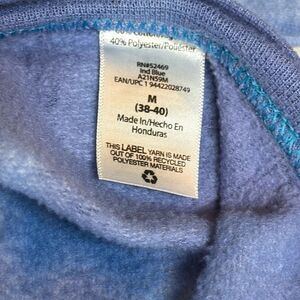 40% Polyester/Poliéster
RN#52469
Ind Blue
A21N59M
EAN/UPC 1 94422028749
M
(38-40)
Made In/Hecho En
Honduras
THIS LABEL YARN IS MADE
OUT OF 100% RECYCLED
POLYESTER MATERIALS